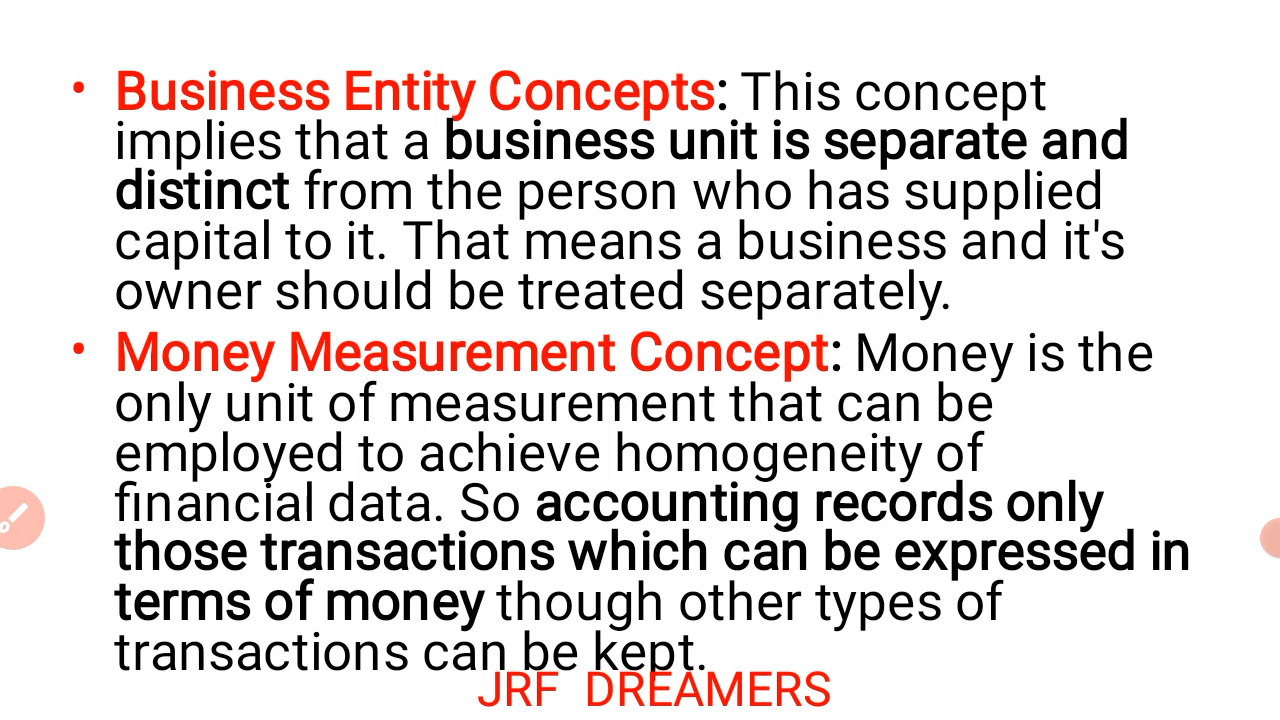 • Business Entity Concepts: This concept
implies that a business unit is separate and
distinct from the person who has supplied
capital to it. That means a business and it's
owner should be treated separately.
• Money Measurement Concept: Money is the
only unit of measurement that can be
employed to achieve homogeneity of
financial data. So accounting records only
those transactions which can be expressed in
terms of money though other types of
transactions can be kept.
JRF DREAMERS